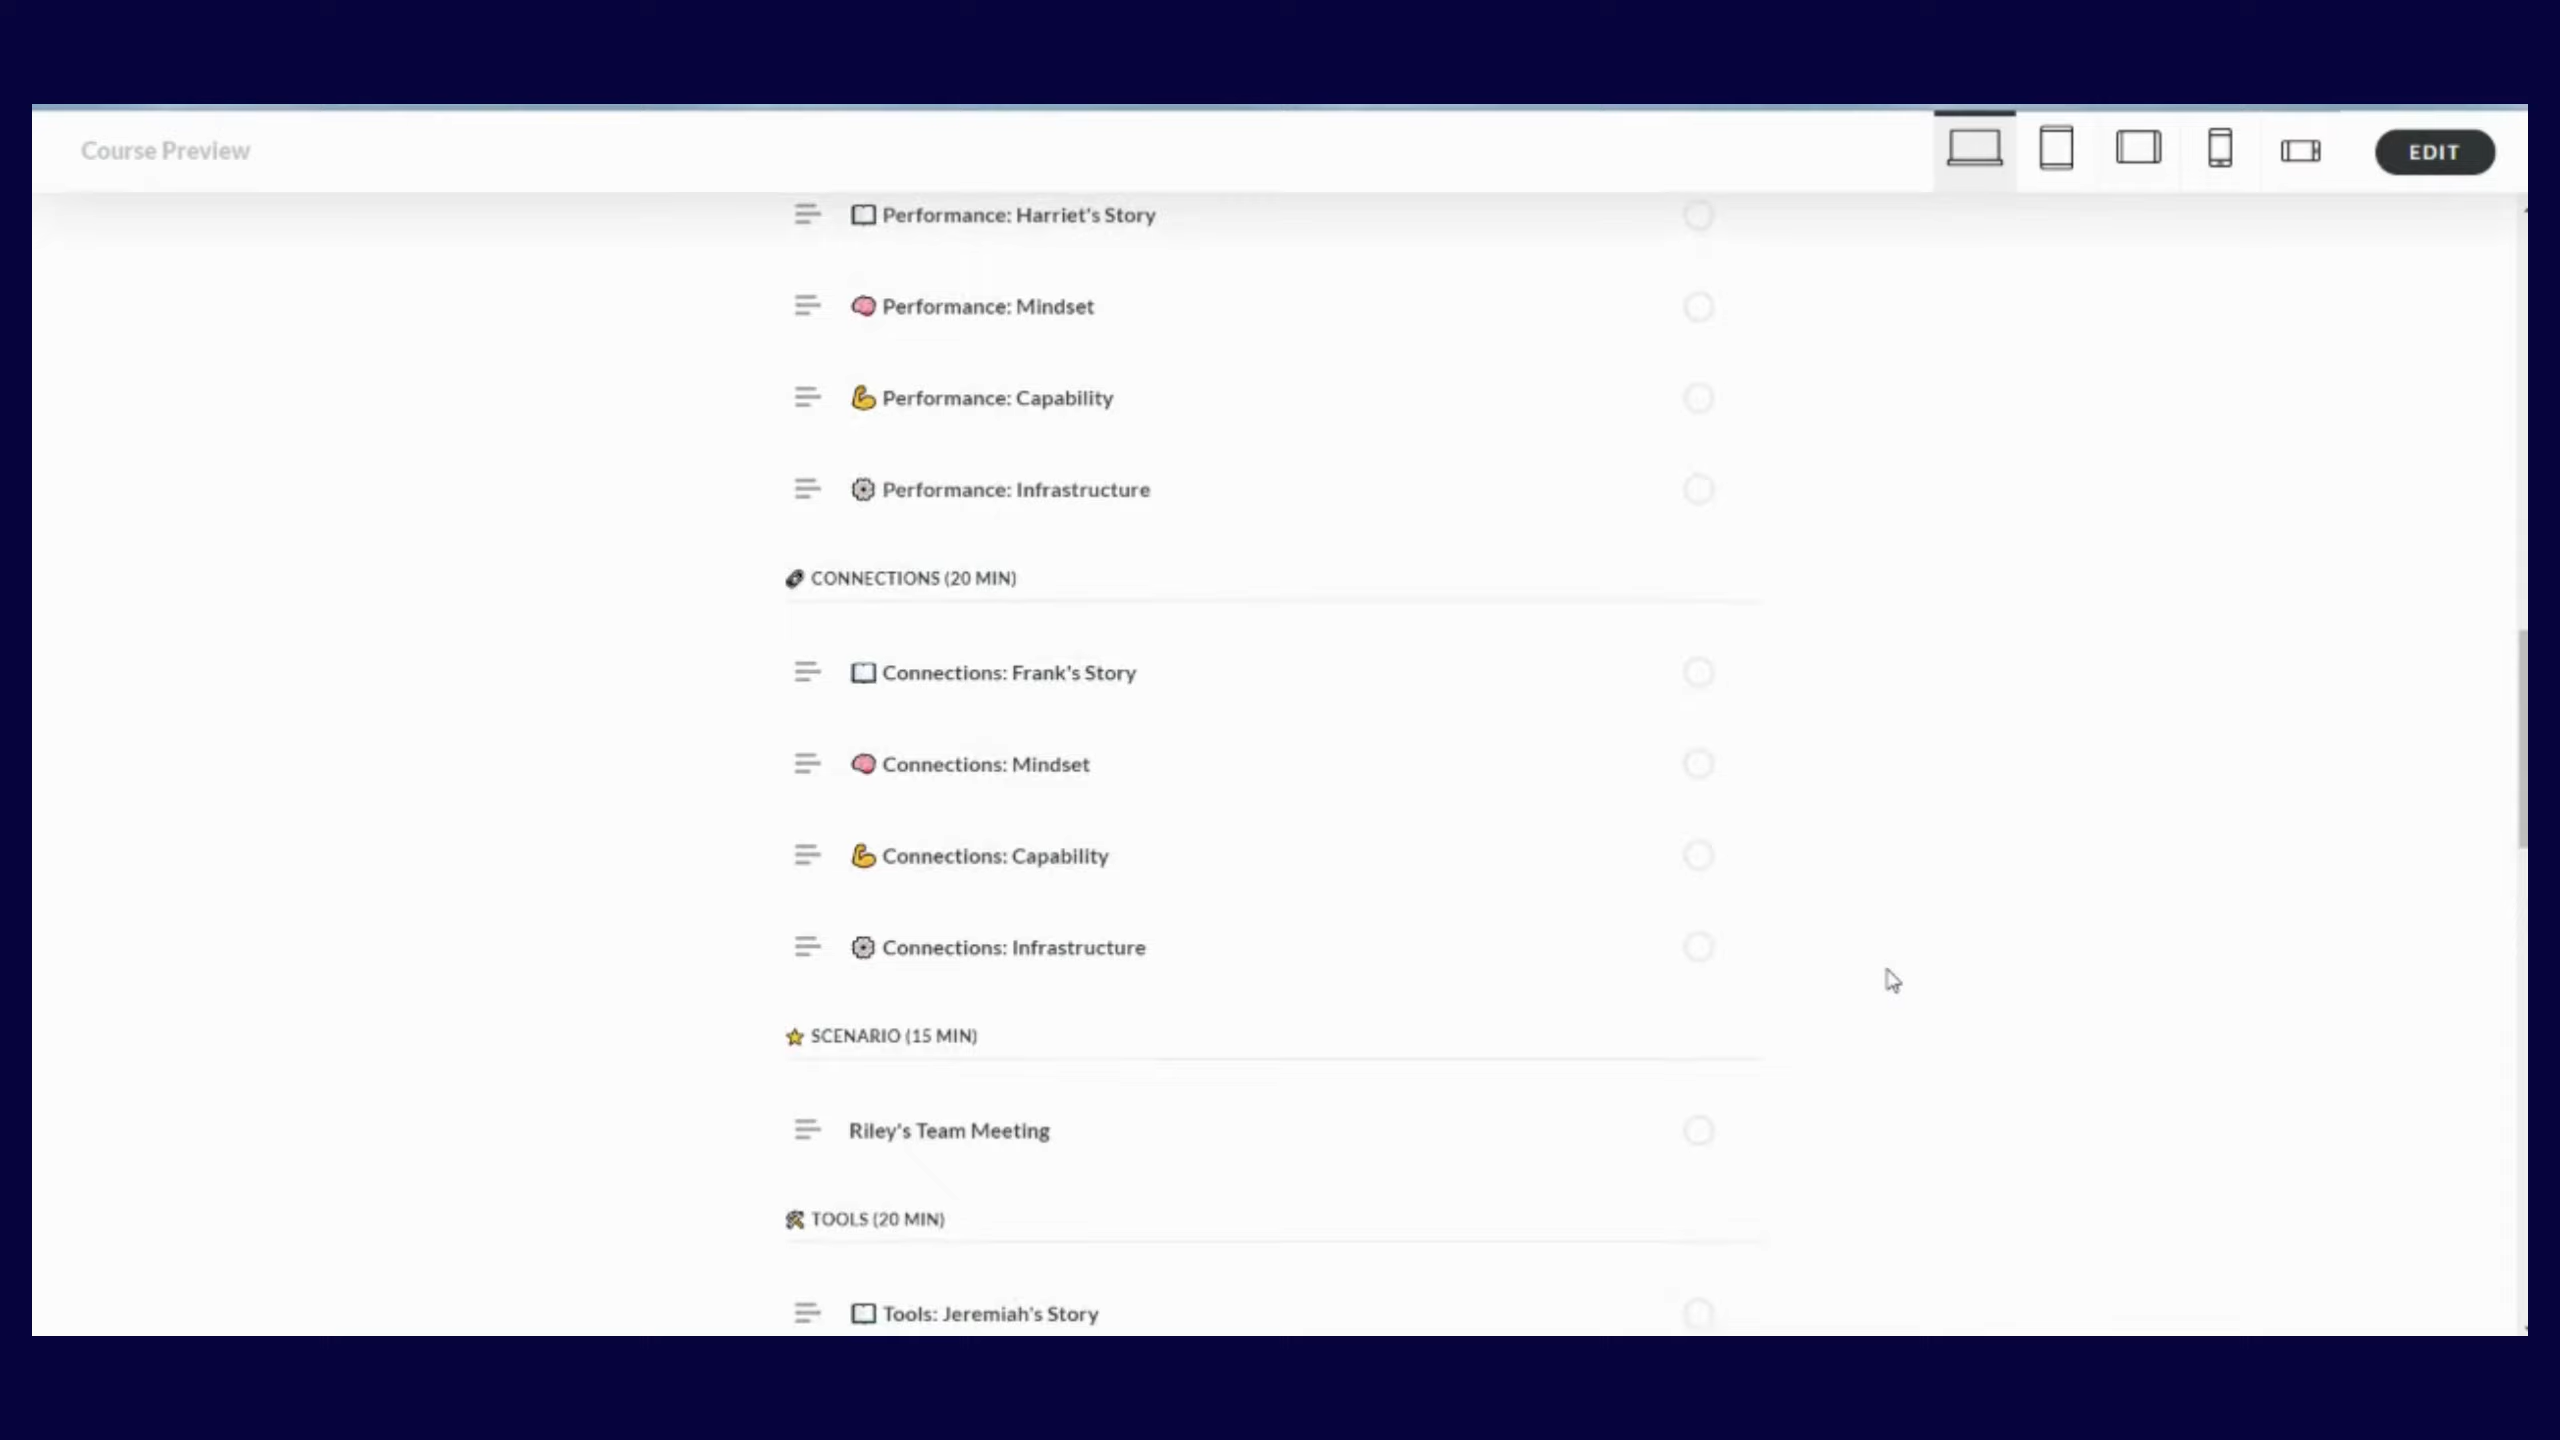 Course Preview
EDIT
Performance: Harriet's Story
Performance: Mindset
Performance: Capability
Performance: Infrastructure
CONNECTIONS (20 MIN)
Connections: Frank's Story
Connections: Mindset
Connections: Capability
Connections: Infrastructure
SCENARIO (15 MIN)
Riley's Team Meeting
TOOLS (20 MIN)
Tools: Jeremiah's Story